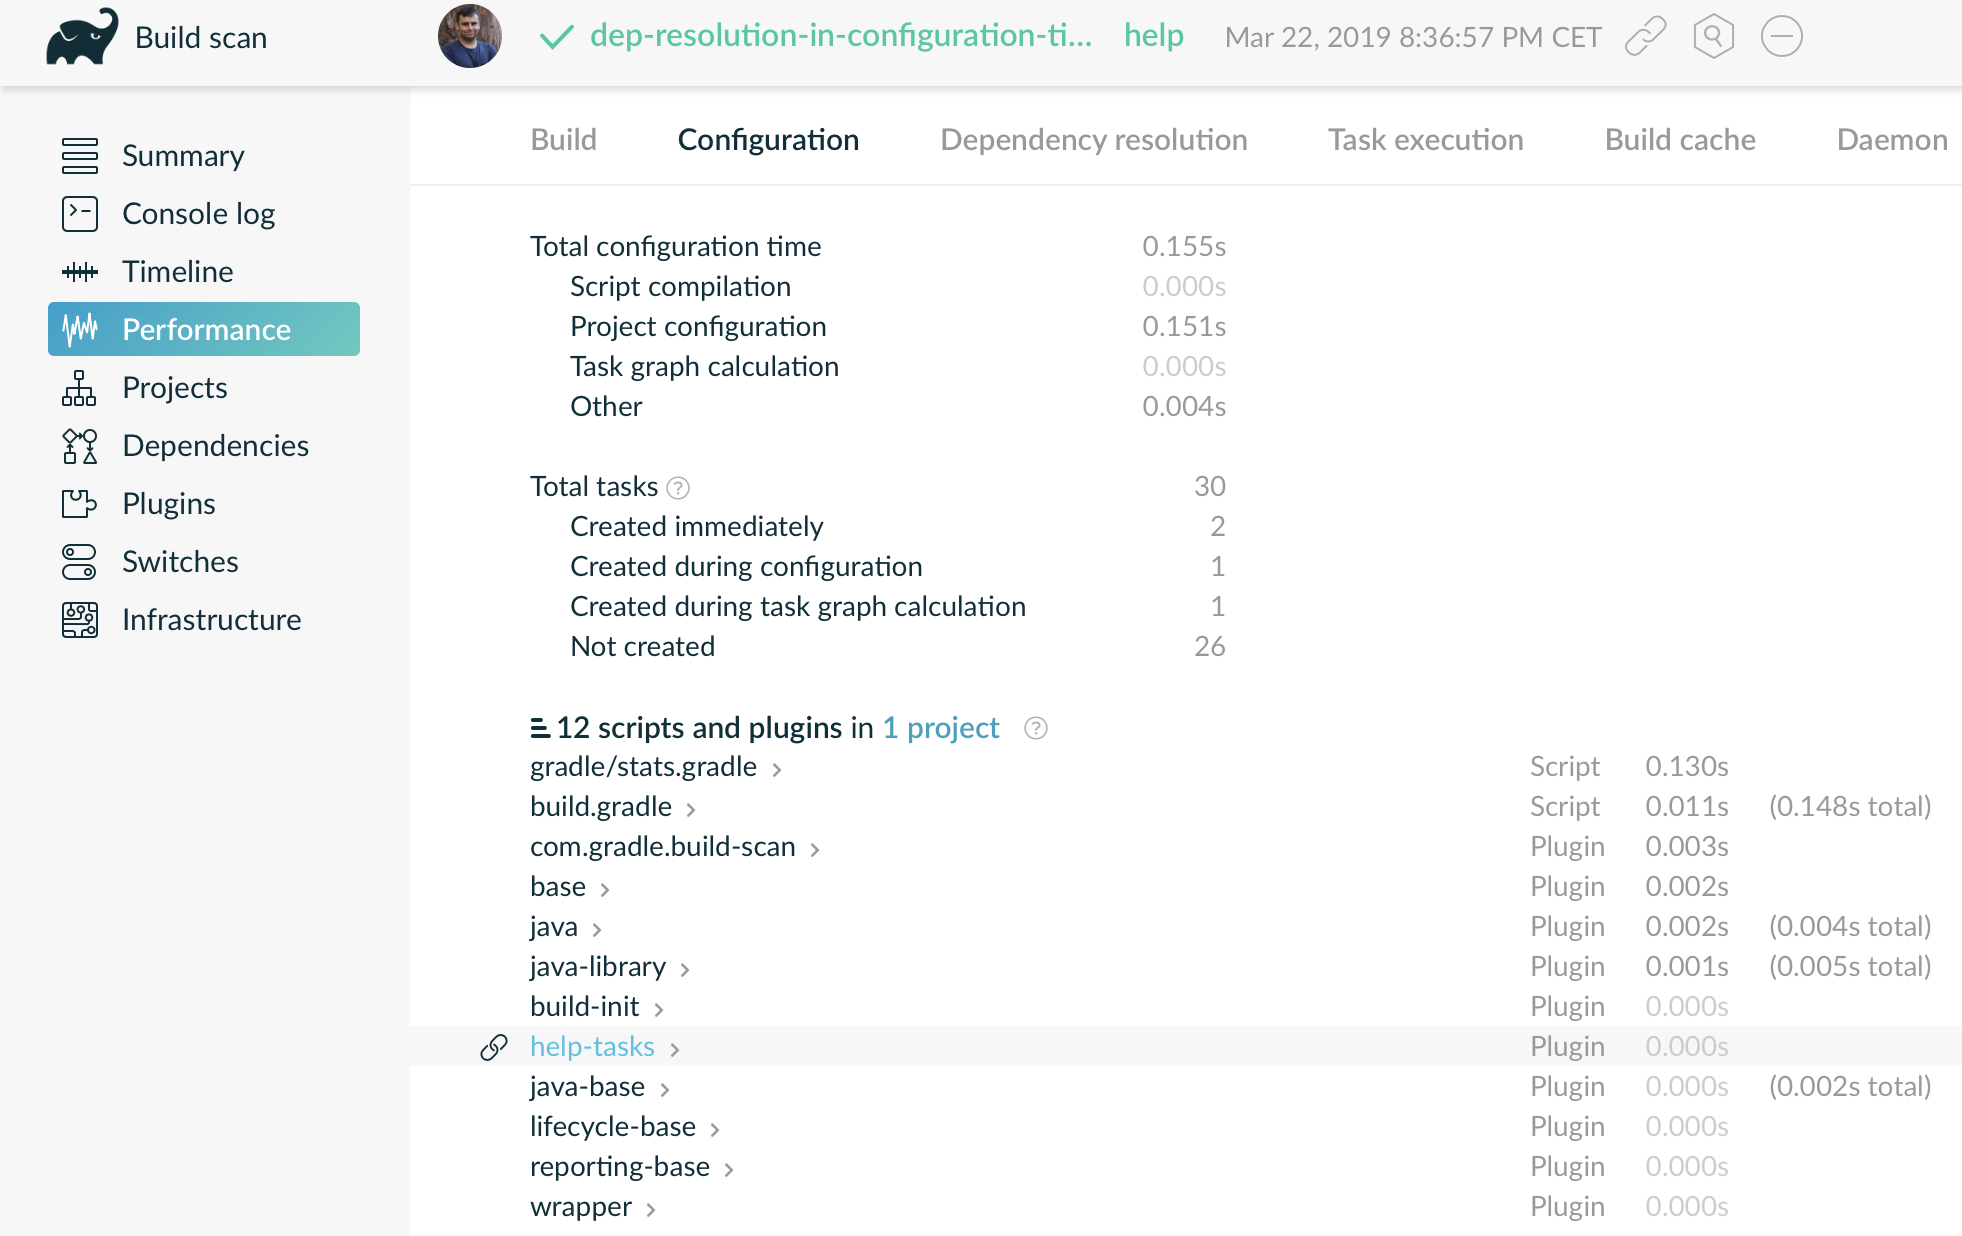 Build scan
dep-resolution-in-configuration-ti... help Mar 22, 2019 8:36:57 PM CET
Summary
Console log
Timeline
Performance
Projects
Dependencies
Plugins
Switches
Infrastructure
Build Configuration Dependency resolution Task execution Build cache Daemon
Total configuration time 0.155s
Script compilation 0.000s
Project configuration 0.151s
Task graph calculation 0.000s
Other 0.004s
Total tasks ? 30
Created immediately 2
Created during configuration 1
Created during task graph calculation 1
Not created 26
12 scripts and plugins in 1 project ?
gradle/stats.gradle Script 0.130s
build.gradle Script 0.011s (0.148s total)
com.gradle.build-scan Plugin 0.003s
base Plugin 0.002s
java Plugin 0.002s (0.004s total)
java-library Plugin 0.001s (0.005s total)
build-init Plugin 0.000s
help-tasks Plugin 0.000s
java-base Plugin 0.000s (0.002s total)
lifecycle-base Plugin 0.000s
reporting-base Plugin 0.000s
wrapper Plugin 0.000s